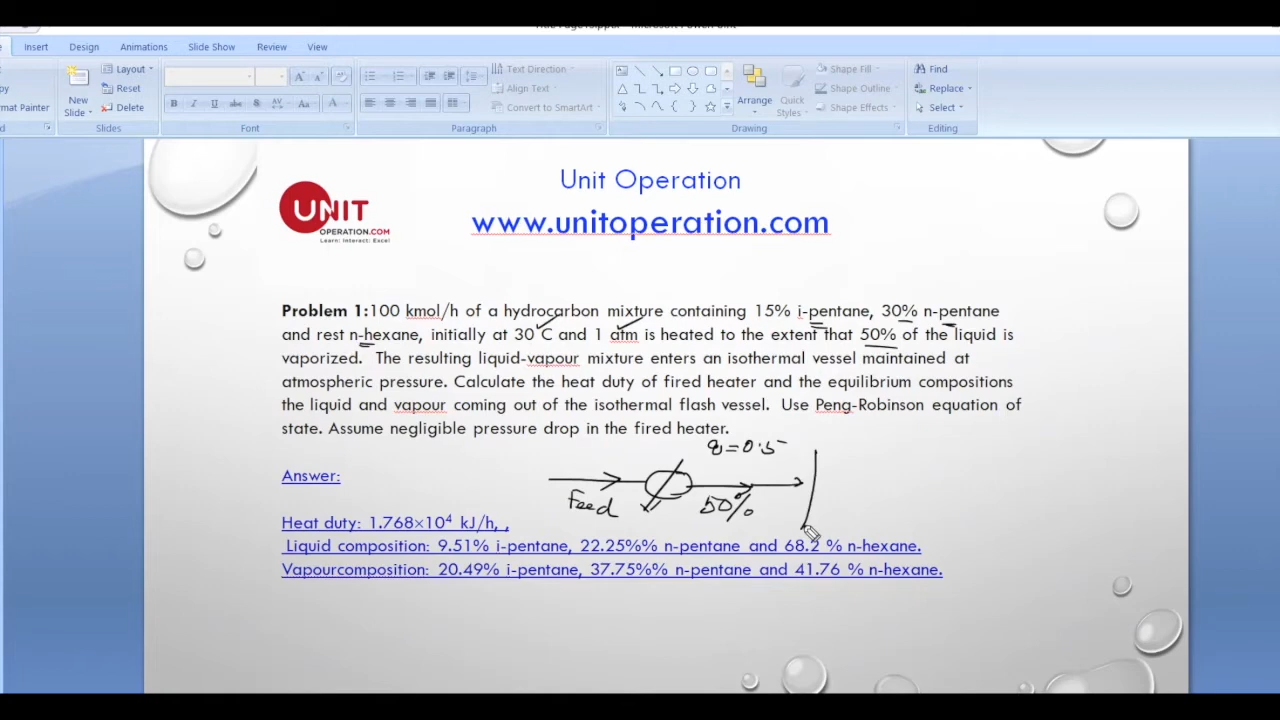 Insert Design Animations Slide Show Review View
Layout
Reset
Delete
New
Slide
Slides
Format Painter
B I U abc S AV Aa A
Font
Paragraph
Text Direction
Align Text
Convert to SmartArt
Arrange
Quick
Styles
Shape Fill
Shape Outline
Shape Effects
Drawing
Find
Replace
Select
Editing
Unit Operation
www.unitoperation.com
UNIT
OPERATION.COM
Learn: Interact: Excel
Problem 1:100 kmol/h of a hydrocarbon mixture containing 15% i-pentane, 30% n-pentane
and rest n-hexane, initially at 30°C and 1 atm is heated to the extent that 50% of the liquid is
vaporized. The resulting liquid-vapour mixture enters an isothermal vessel maintained at
atmospheric pressure. Calculate the heat duty of fired heater and the equilibrium compositions
the liquid and vapour coming out of the isothermal flash vessel. Use Peng-Robinson equation of
state. Assume negligible pressure drop in the fired heater.
q=0.5
Feed
50%
Answer:
Heat duty: 1.768×10⁴ kJ/h, ,
Liquid composition: 9.51% i-pentane, 22.25%% n-pentane and 68.2 % n-hexane.
Vapourcomposition: 20.49% i-pentane, 37.75%% n-pentane and 41.76 % n-hexane.